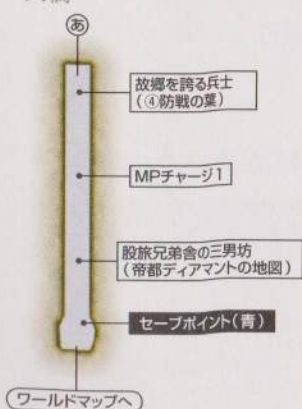 あ
故郷を誇る兵士
(④防戦の葉)
MPチャージ1
股旅兄弟舎の三男坊
(帝都ディアマントの地図)
セーブポイント(青)
ワールドマップへ